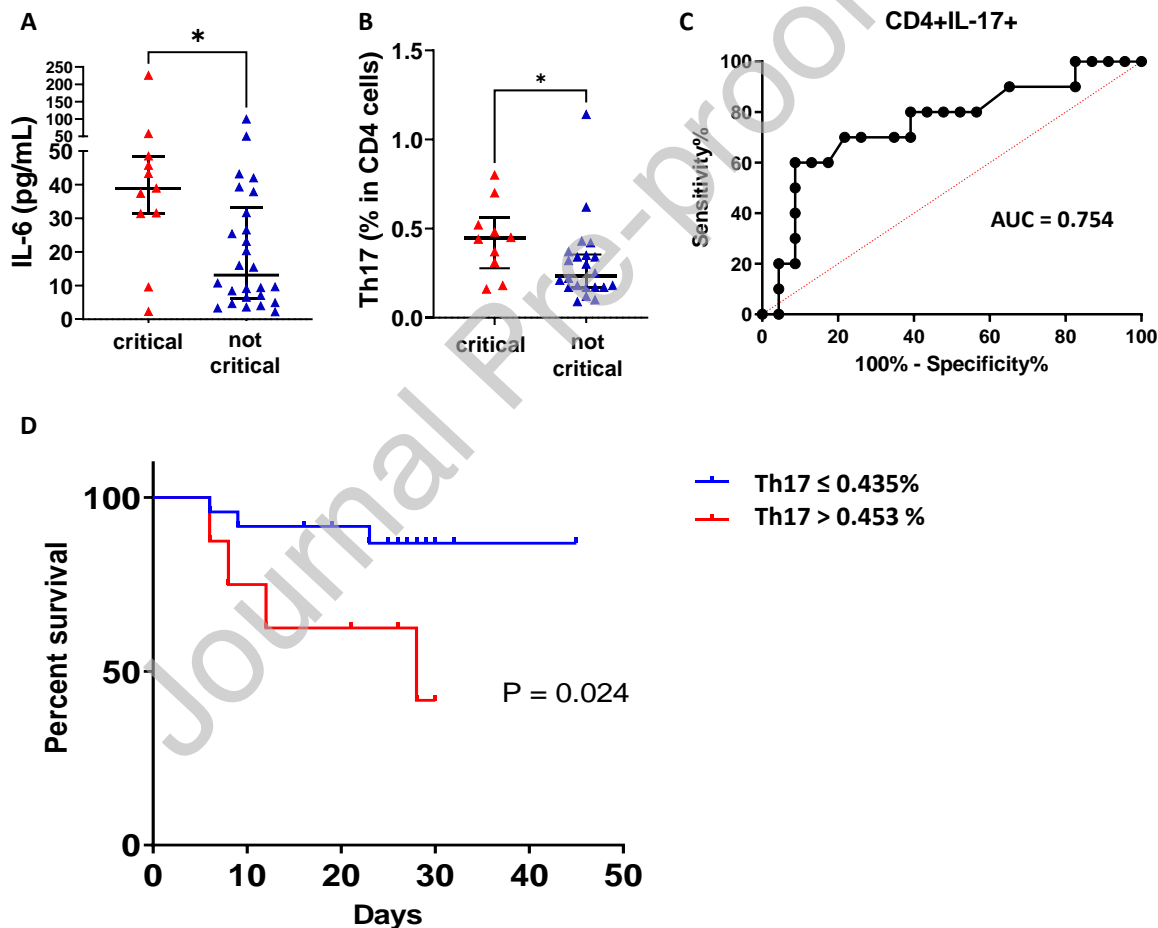 A
*
IL-6 (pg/mL)
250
200
150
100
50
50
40
30
20
10
0
critical
not
critical
B
*
Th17 (% in CD4 cells)
1.5
1.0
0.5
0.0
critical
not
critical
C
CD4+IL-17+
Sensitivity%
100
80
60
40
20
0
AUC = 0.754
0 20 40 60 80 100
100% - Specificity%
D
Percent survival
100
50
0
P = 0.024
0 10 20 30 40 50
Days
Th17 ≤ 0.435%
Th17 > 0.453 %
Journal Pre-proof